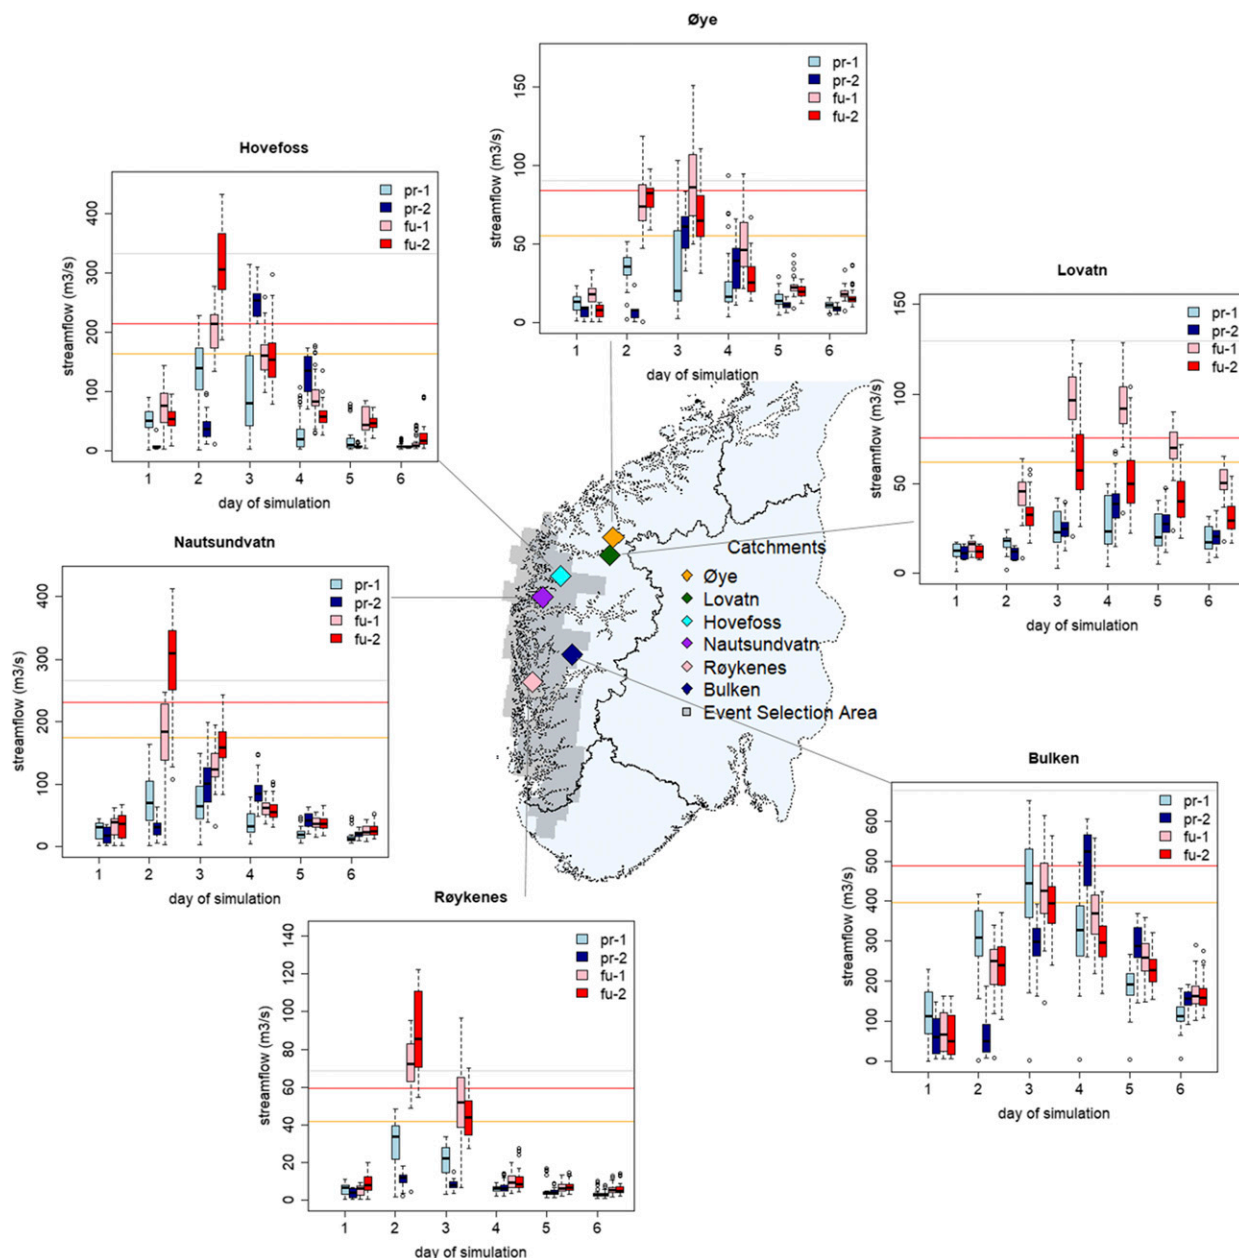 Øye
streamflow (m3/s)
150
100
50
0
pr-1
pr-2
fu-1
fu-2
1 2 3 4 5 6
day of simulation
Hovefoss
streamflow (m3/s)
400
300
200
100
0
pr-1
pr-2
fu-1
fu-2
1 2 3 4 5 6
day of simulation
Lovatn
streamflow (m3/s)
150
100
50
0
pr-1
pr-2
fu-1
fu-2
1 2 3 4 5 6
day of simulation
Nautsundvatn
streamflow (m3/s)
400
300
200
100
0
pr-1
pr-2
fu-1
fu-2
1 2 3 4 5 6
day of simulation
Catchments
Øye
Lovatn
Hovefoss
Nautsundvatn
Røykenes
Bulken
Event Selection Area
Bulken
streamflow (m3/s)
600
500
400
300
200
100
0
pr-1
pr-2
fu-1
fu-2
1 2 3 4 5 6
day of simulation
Røykenes
streamflow (m3/s)
140
120
100
80
60
40
20
0
pr-1
pr-2
fu-1
fu-2
1 2 3 4 5 6
day of simulation